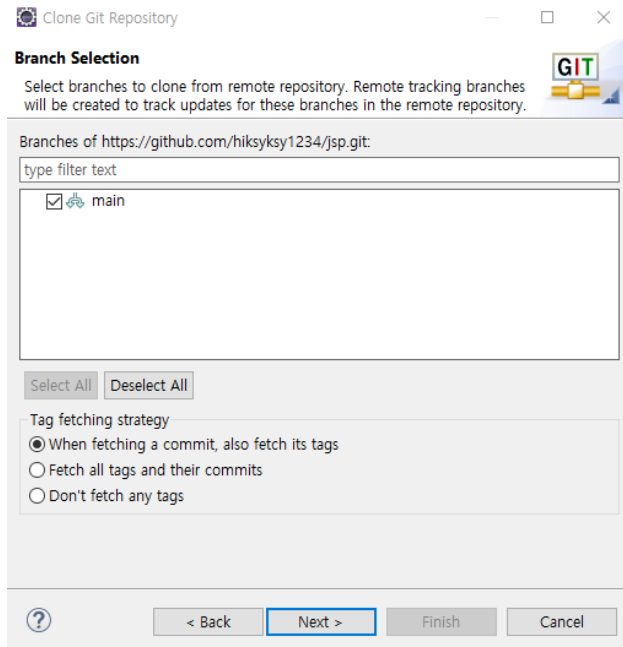 Clone Git Repository
Branch Selection
Select branches to clone from remote repository. Remote tracking branches
will be created to track updates for these branches in the remote repository.
GIT
Branches of https://github.com/hiksyksy1234/jsp.git:
type filter text
main
Select All Deselect All
Tag fetching strategy
When fetching a commit, also fetch its tags
Fetch all tags and their commits
Don't fetch any tags
? < Back Next > Finish Cancel